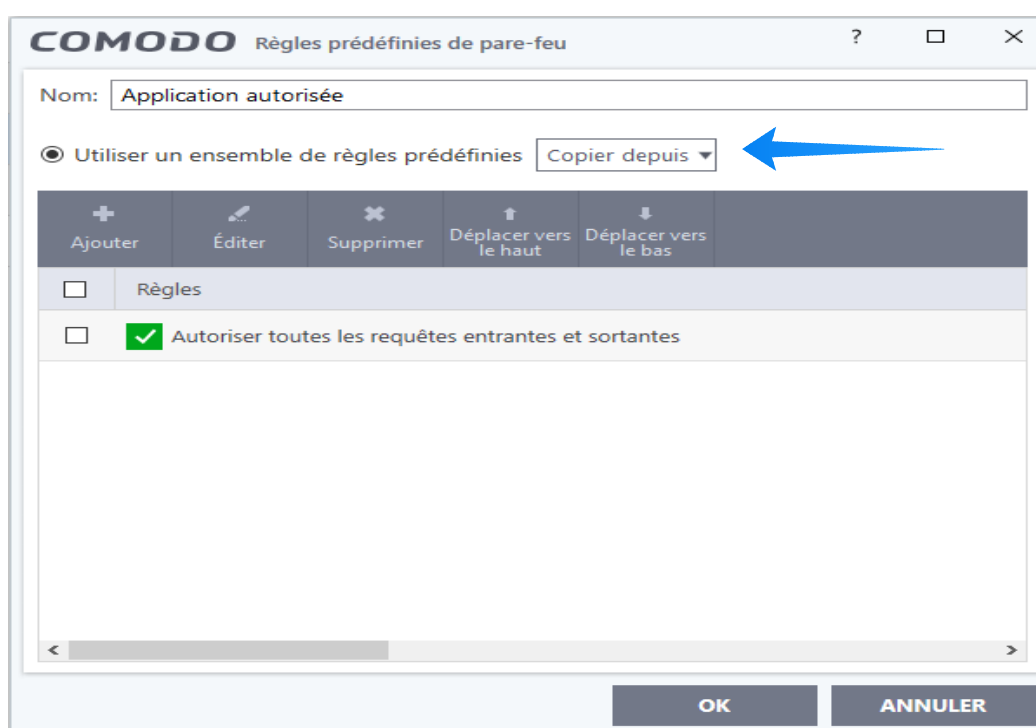 COMODO Règles prédéfinies de pare-feu ?
Nom: Application autorisée
Utiliser un ensemble de règles prédéfinies Copier depuis
Ajouter Éditer Supprimer Déplacer vers le haut Déplacer vers le bas
Règles
Autoriser toutes les requêtes entrantes et sortantes
OK ANNULER